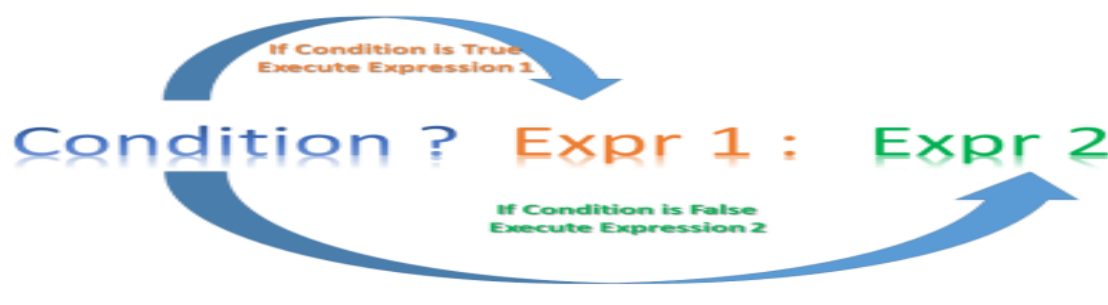 If Condition is True
Execute Expression 1
Condition ? Expr 1 : Expr 2
If Condition is False
Execute Expression 2